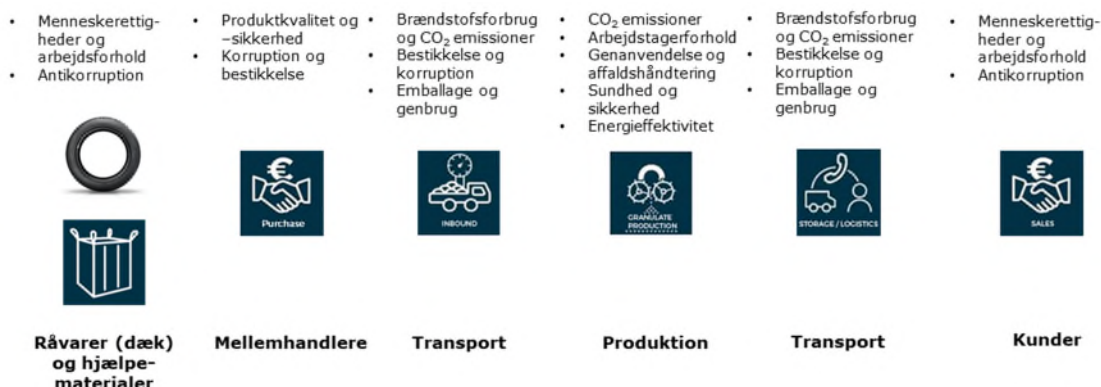 • Menneskerettig-
heder og
arbejdsforhold
• Antikorruption
• Produktkvalitet og
–sikkerhed
• Korruption og
bestikkelse
• Brændstofsforbrug
og CO₂ emissioner
• Bestikkelse og
korruption
• Emballage og
genbrug
• CO₂ emissioner
• Arbejdstagerforhold
• Genanvendelse og
affaldshåndtering
• Sundhed og
sikkerhed
• Energieffektivitet
• Brændstofsforbrug
og CO₂ emissioner
• Bestikkelse og
korruption
• Emballage og
genbrug
• Menneskerettig-
heder og
arbejdsforhold
• Antikorruption
Purchase
INBOUND
GRANULATE
PRODUCTION
STORAGE / LOGISTICS
SALES
Råvarer (dæk)
og hjælpe-
materialer
Mellemhandlere
Transport
Produktion
Transport
Kunder